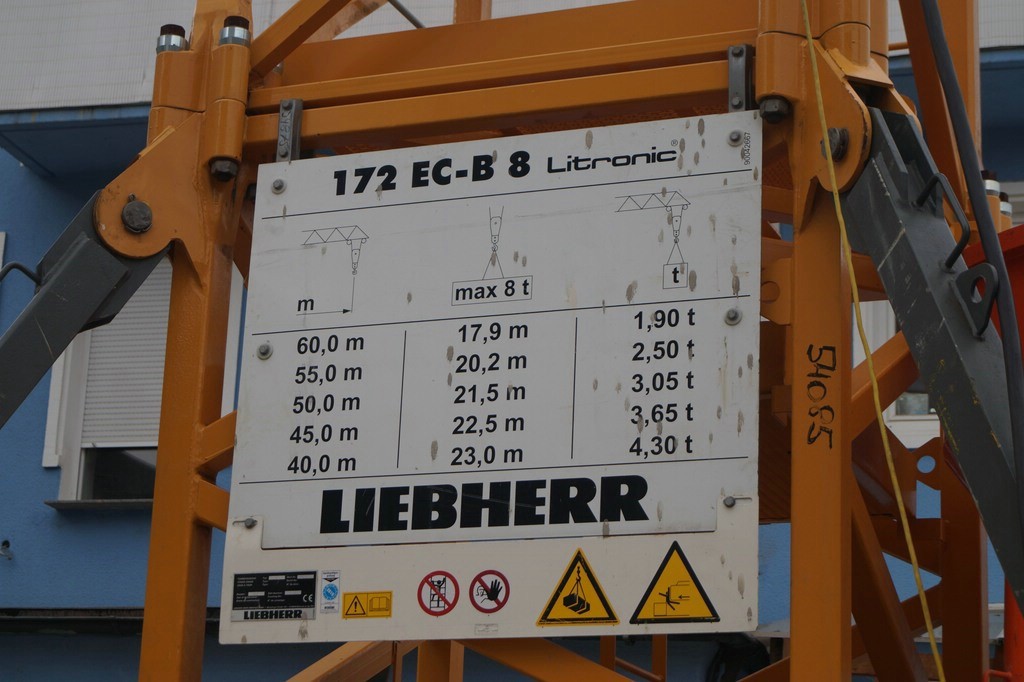 172 EC-B 8 Litronic®
90042667
m
max 8 t
t
60,0 m 17,9 m 1,90 t
55,0 m 20,2 m 2,50 t
50,0 m 21,5 m 3,05 t
45,0 m 22,5 m 3,65 t
40,0 m 23,0 m 4,30 t
LIEBHERR
CE
LIEBHERR
54085